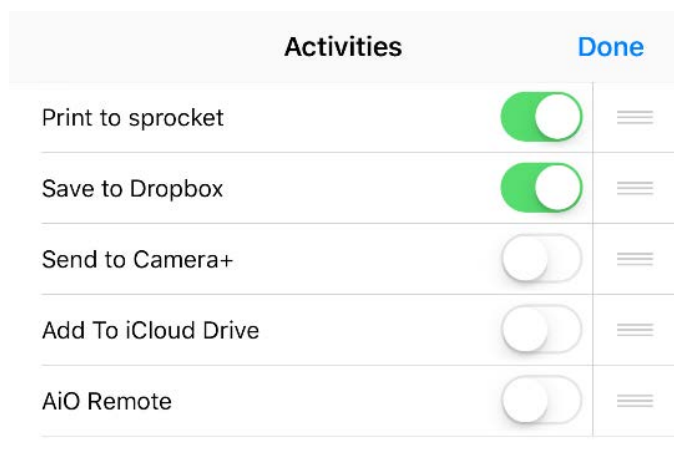 Activities
Done
Print to sprocket
Save to Dropbox
Send to Camera+
Add To iCloud Drive
AiO Remote